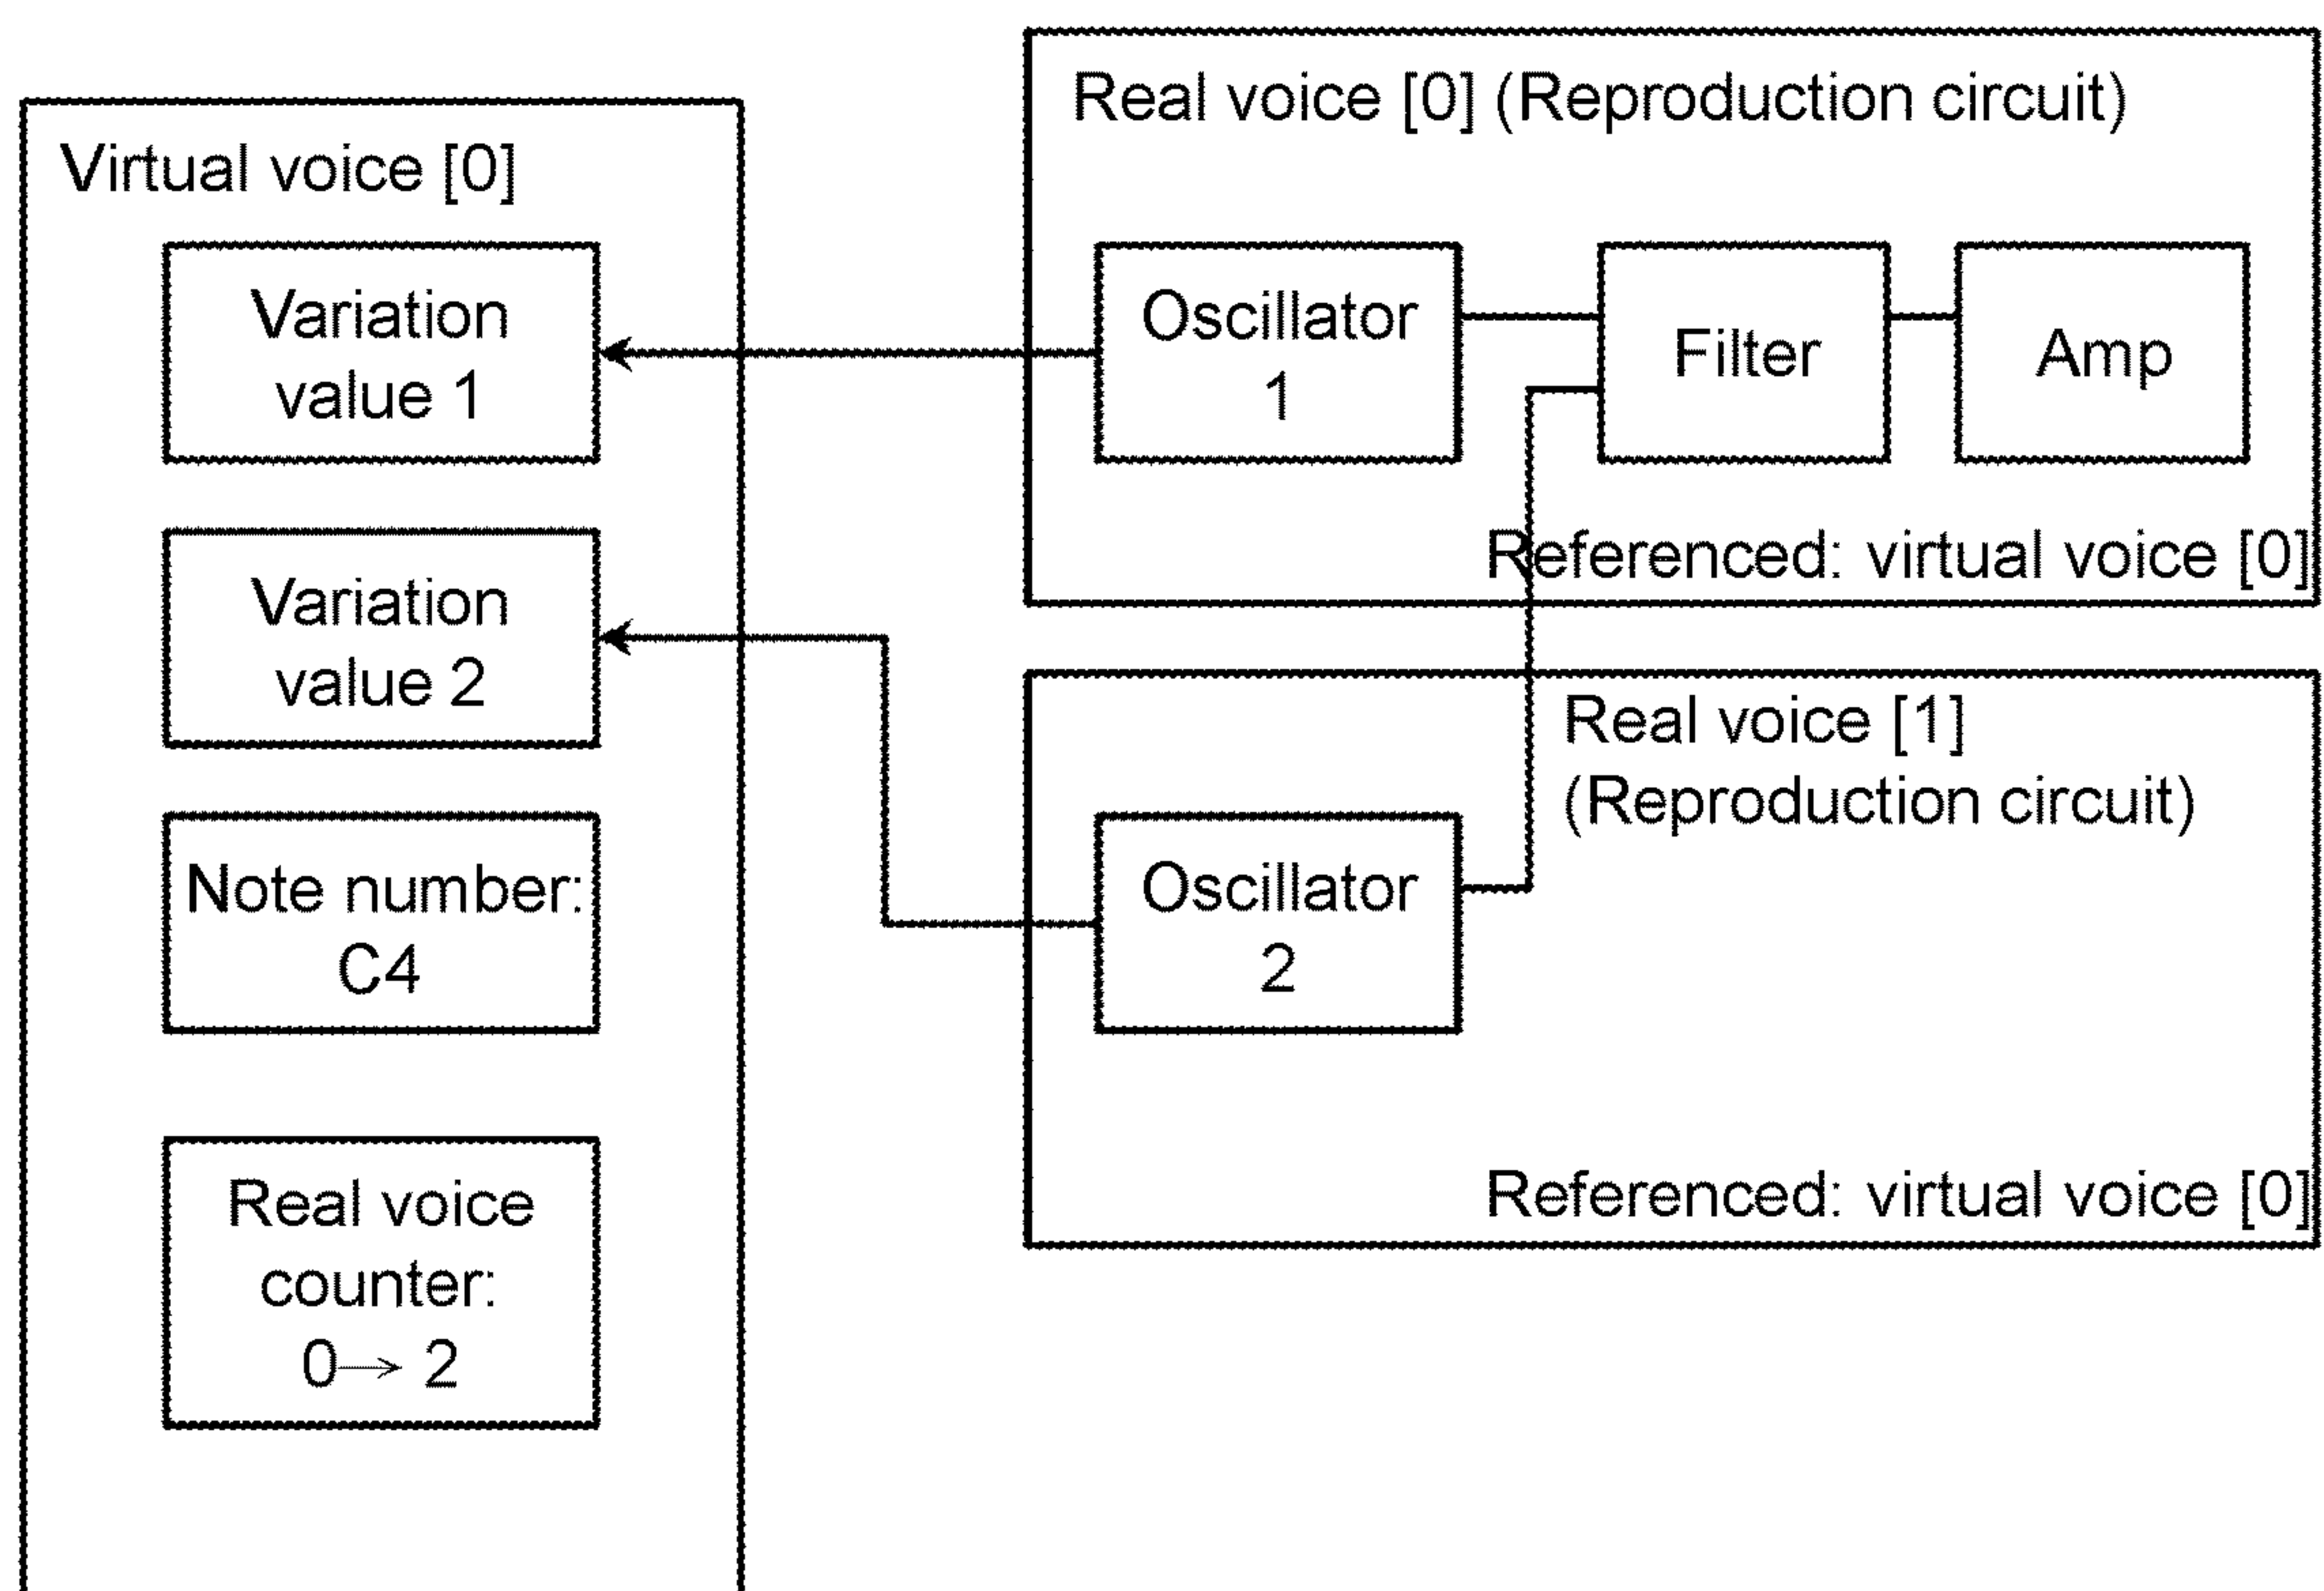 Virtual voice [0]
Variation
value 1
Variation
value 2
Note number:
C4
Real voice
counter:
0→ 2
Real voice [0] (Reproduction circuit)
Oscillator
1
Filter
Amp
Referenced: virtual voice [0]
Real voice [1]
(Reproduction circuit)
Oscillator
2
Referenced: virtual voice [0]